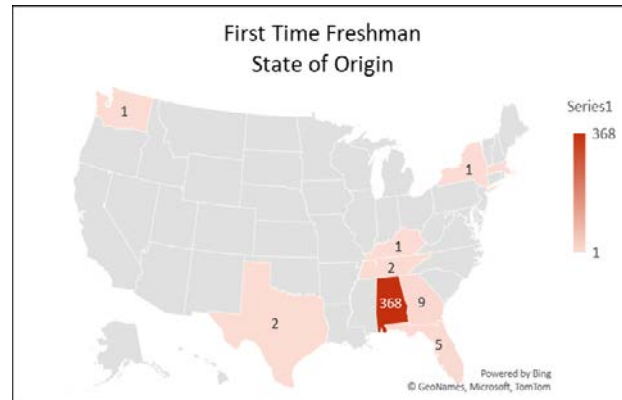 First Time Freshman
State of Origin
Series1
368
1
1
1
1
2
368
9
2
5
Powered by Bing
© GeoNames, Microsoft, TomTom